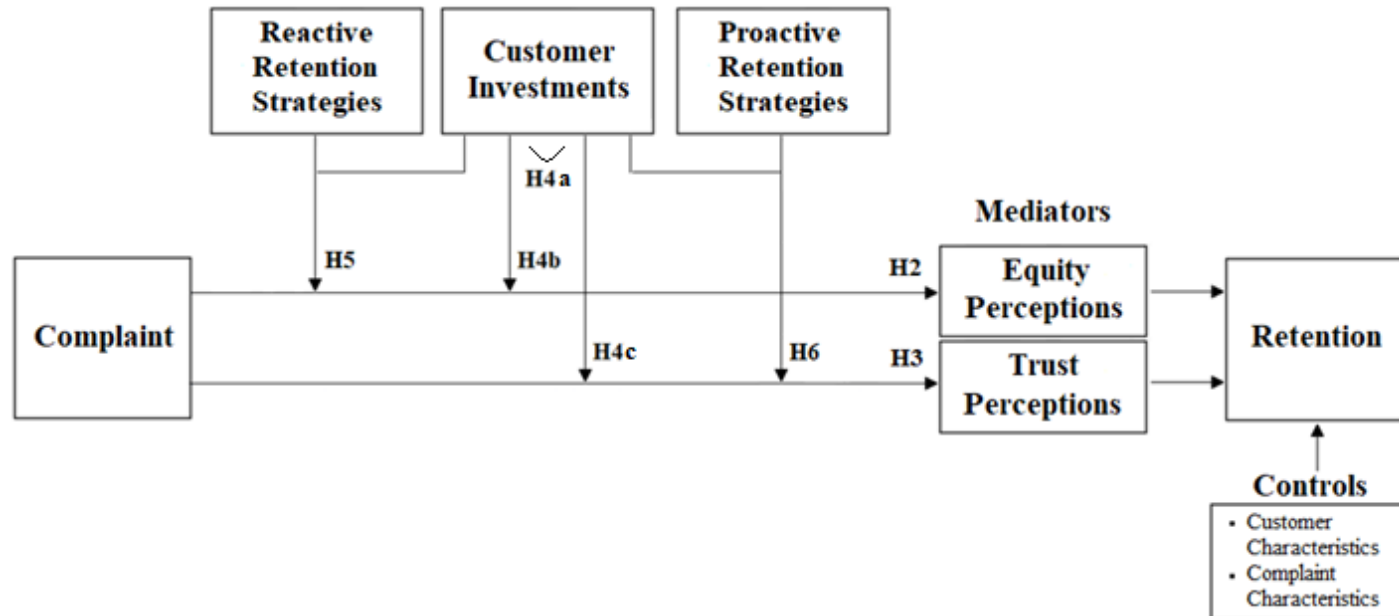 Reactive
Retention
Strategies
Customer
Investments
Proactive
Retention
Strategies
H4a
Mediators
H5
H4b
H2
Equity
Perceptions
Complaint
Retention
H4c
H6
H3
Trust
Perceptions
Controls
• Customer
Characteristics
• Complaint
Characteristics